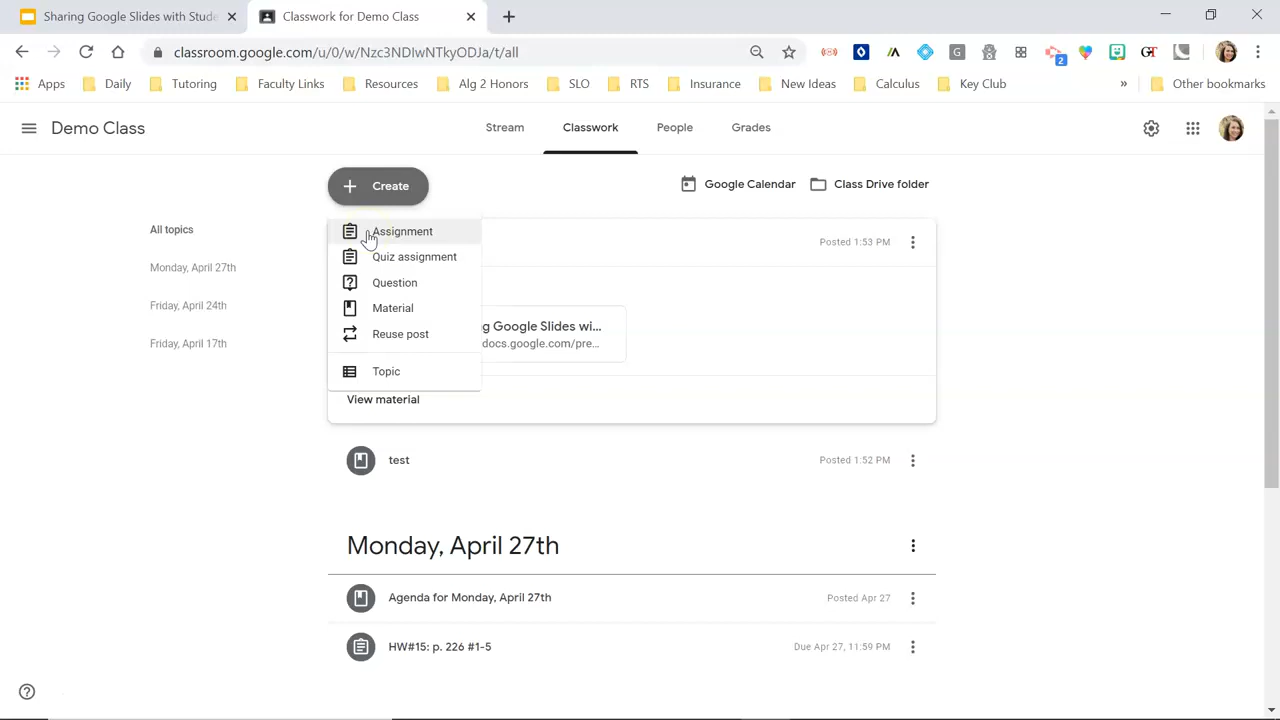 Sharing Google Slides with Stude
Classwork for Demo Class
classroom.google.com/u/0/w/Nzc3NDIwNTkyODJa/t/all
Apps
Daily
Tutoring
Faculty Links
Resources
Alg 2 Honors
SLO
RTS
Insurance
New Ideas
Calculus
Key Club
Other bookmarks
Demo Class
Stream
Classwork
People
Grades
Create
Google Calendar
Class Drive folder
All topics
Monday, April 27th
Friday, April 24th
Friday, April 17th
Assignment
Quiz assignment
Question
Material
Reuse post
Topic
Posted 1:53 PM
g Google Slides wi...
docs.google.com/pre...
View material
test
Posted 1:52 PM
Monday, April 27th
Agenda for Monday, April 27th
Posted Apr 27
HW#15: p. 226 #1-5
Due Apr 27, 11:59 PM